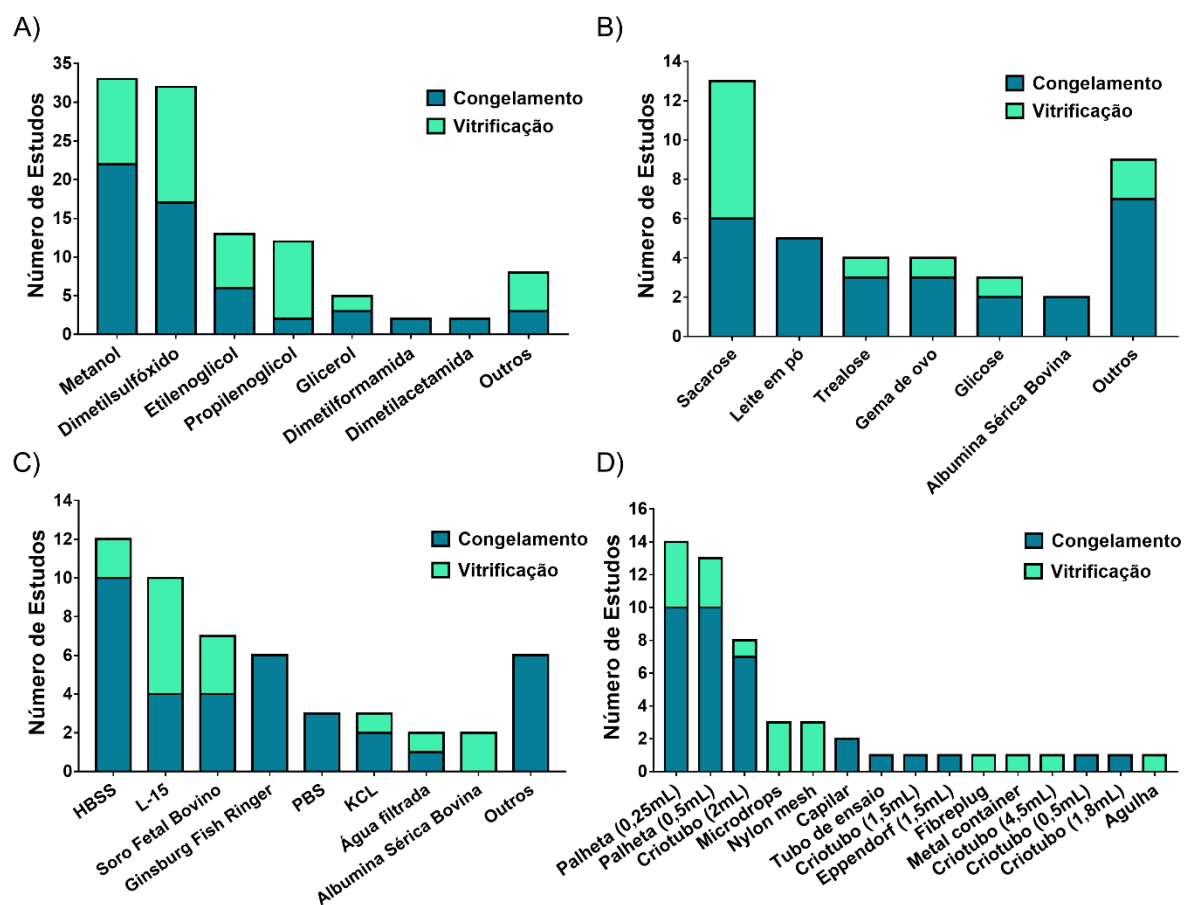 A)
Número de Estudos
35
30
25
20
15
10
5
0
Congelamento
Vitrificação
Metanol
Dimetilsulfóxido
Etilenoglicol
Propilenoglicol
Glicerol
Dimetilformamida
Dimetilacetamida
Outros
B)
Número de Estudos
14
12
10
8
6
4
2
0
Congelamento
Vitrificação
Sacarose
Leite em pó
Trealose
Gema de ovo
Glicose
Albumina Sérica Bovina
Outros
C)
Número de Estudos
14
12
10
8
6
4
2
0
Congelamento
Vitrificação
HBSS
L-15
Soro Fetal Bovino
Ginsburg Fish Ringer
PBS
KCL
Água filtrada
Albumina Sérica Bovina
Outros
D)
Número de Estudos
16
14
12
10
8
6
4
2
0
Congelamento
Vitrificação
Palheta (0,25mL)
Palheta (0,5mL)
Criotubo (2mL)
Microdrops
Nylon mesh
Capilar
Tubo de ensaio
Criotubo (1,5mL)
Eppendorf (1,5mL)
Fibreplug
Metal container
Criotubo (4,5mL)
Criotubo (0,5mL)
Criotubo (1,8mL)
Agulha